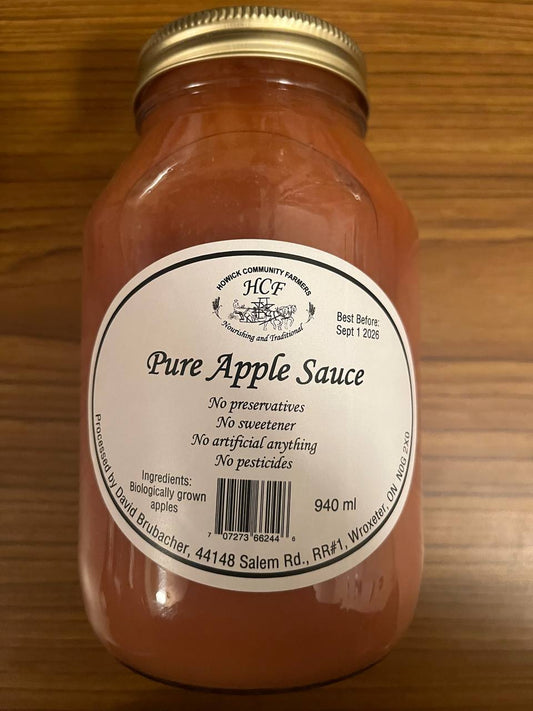 HOWICK COMMUNITY FARMERS
HCF
Nourishing and Traditional
Best Before:
Sept 1 2026
Pure Apple Sauce
No preservatives
No sweetener
No artificial anything
No pesticides
Ingredients:
Biologically grown
apples
940 ml
7 07273 66244 6
Processed by David Brubacher, 44148 Salem Rd., RR#1, Wroxeter, ON N0G 2X0